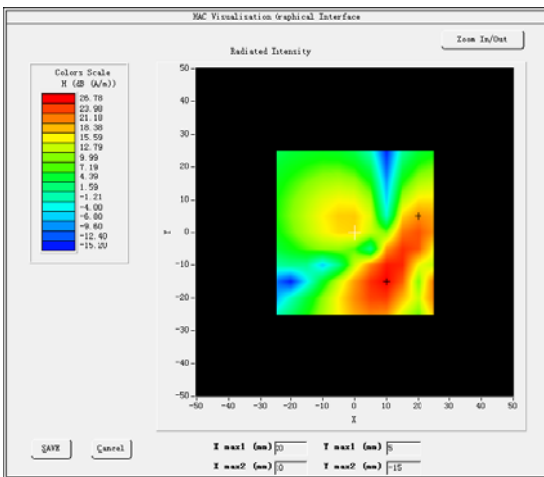 HAC Visualisation Graphical Interface
Zoom In/Out
Radiated Intensity
Colors Scale
H (dB (A/m))
26.78
23.98
21.18
18.38
15.59
12.79
9.99
7.19
4.39
1.59
-1.21
-4.00
-6.80
-9.60
-12.40
-15.20
50
40
30
20
10
0
-10
-20
-30
-40
-50
Y
-50
-40
-30
-20
-10
0
10
20
30
40
50
X
SAVE
Cancel
X max1 (mm) 20
Y max1 (mm) 5
X max2 (mm) 10
Y max2 (mm) -15